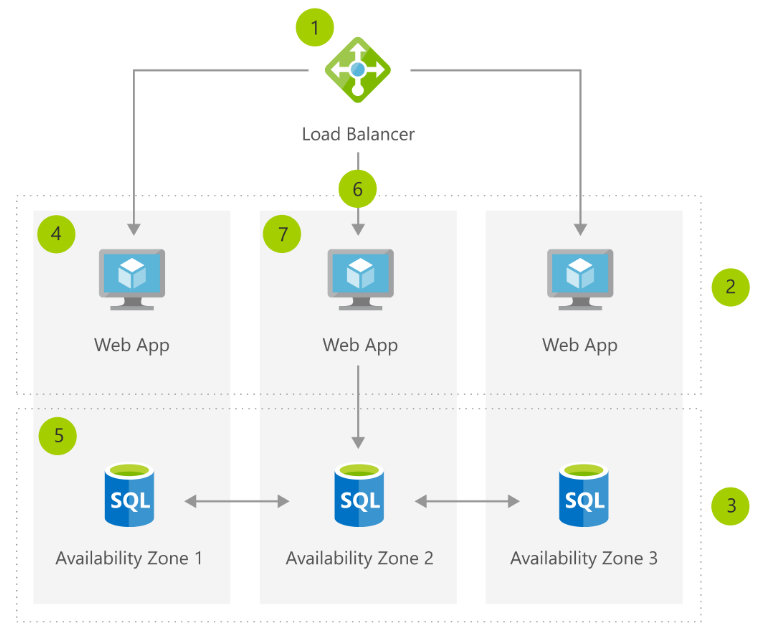 1
Load Balancer
6
4
7
2
Web App
Web App
Web App
5
3
SQL
SQL
SQL
Availability Zone 1
Availability Zone 2
Availability Zone 3